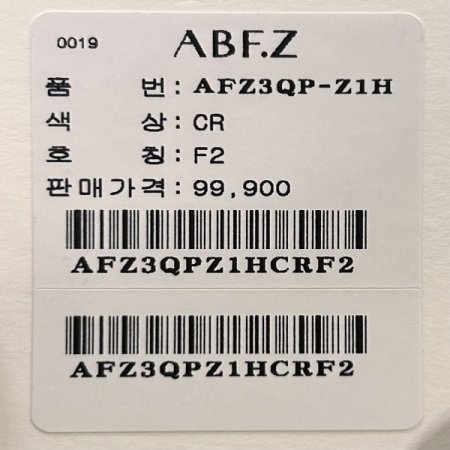 0019 ABF.Z
품 번 : AFZ3QP-Z1H
색 상 : CR
호 칭 : F2
판매가격 : 99,900
AFZ3QPZ1HCRF2
AFZ3QPZ1HCRF2